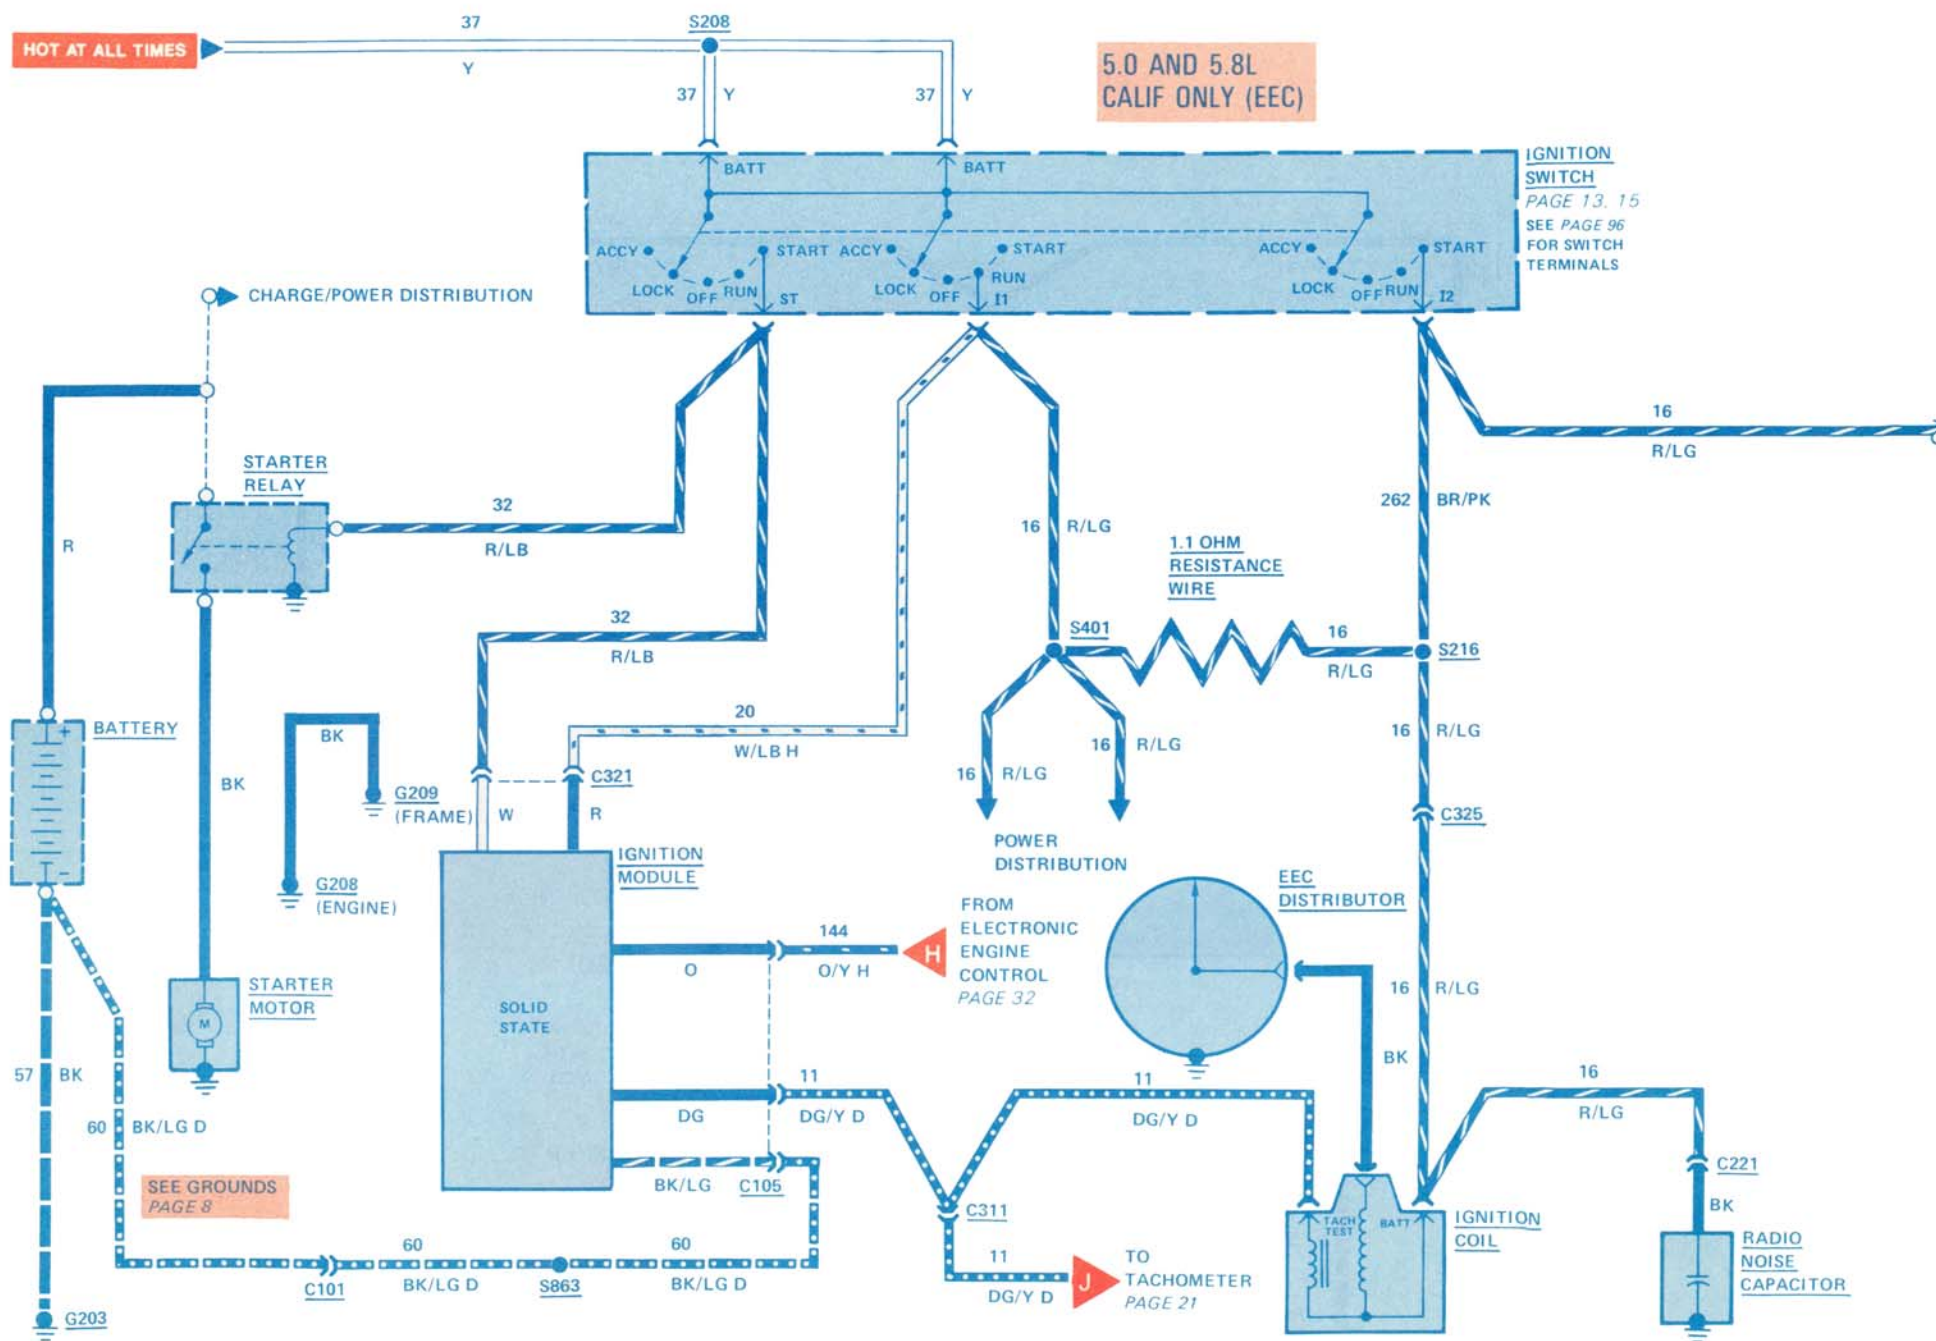 37
S208
HOT AT ALL TIMES
Y
5.0 AND 5.8L
CALIF ONLY (EEC)
37
Y
37
Y
BATT
BATT
IGNITION
SWITCH
PAGE 13, 15
SEE PAGE 96
FOR SWITCH
TERMINALS
ACCY
START
ACCY
START
ACCY
START
LOCK
OFF
RUN
ST
LOCK
OFF
RUN
I1
LOCK
OFF
RUN
I2
CHARGE/POWER DISTRIBUTION
16
R/LG
STARTER
RELAY
32
R/LB
R
262
BR/PK
16
R/LG
1.1 OHM
RESISTANCE
WIRE
32
R/LB
S401
16
R/LG
S216
BATTERY
BK
20
W/LB H
16
R/LG
16
R/LG
16
R/LG
BK
G209
(FRAME)
C321
W
R
C325
POWER
DISTRIBUTION
IGNITION
MODULE
G208
(ENGINE)
EEC
DISTRIBUTOR
FROM
ELECTRONIC
ENGINE
CONTROL
PAGE 32
H
144
O/Y H
O
STARTER
MOTOR
M
SOLID
STATE
16
R/LG
BK
57
BK
60
BK/LG D
DG
11
DG/Y D
11
DG/Y D
16
R/LG
BK/LG
C105
C221
SEE GROUNDS
PAGE 8
BK
C311
TACH
TEST
BATT
IGNITION
COIL
RADIO
NOISE
CAPACITOR
60
BK/LG D
60
BK/LG D
C101
S863
11
DG/Y D
J
TO
TACHOMETER
PAGE 21
G203
+
-